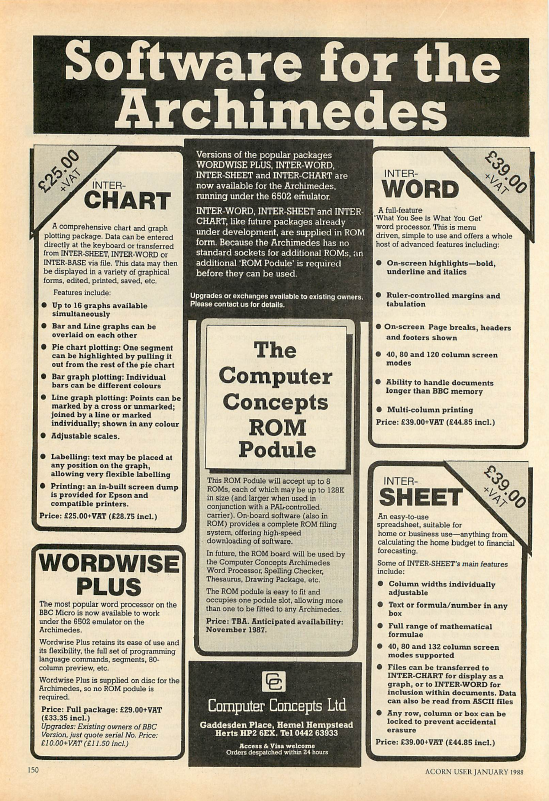 Software for the
Archimedes
£25.00
+VAT
INTER-
CHART
A comprehensive chart and graph
plotting package. Data can be entered
directly at the keyboard or transferred
from INTER-SHEET, INTER-WORD or
INTER-BASE via file. This data may then
be displayed in a variety of graphical
forms, edited, printed, saved, etc.
Features include:
● Up to 16 graphs available
simultaneously
● Bar and Line graphs can be
overlaid on each other
● Pie chart plotting: One segment
can be highlighted by pulling it
out from the rest of the pie chart
● Bar graph plotting: Individual
bars can be different colours
● Line graph plotting: Points can be
marked by a cross or unmarked;
joined by a line or marked
individually; shown in any colour
● Adjustable scales.
● Labelling: text may be placed at
any position on the graph,
allowing very flexible labelling
● Printing: an in-built screen dump
is provided for Epson and
compatible printers.
Price: £25.00+VAT (£28.75 incl.)
WORDWISE
PLUS
The most popular word processor on the
BBC Micro is now available to work
under the 6502 emulator on the
Archimedes.
Wordwise Plus retains its ease of use and
its flexibility, the full set of programming
language commands, segments, 80-
column preview, etc.
Wordwise Plus is supplied on disc for the
Archimedes, so no ROM podule is
required.
Price: Full package: £29.00+VAT
(£33.35 incl.)
Upgrades: Existing owners of BBC
Version, just quote serial No. Price:
£10.00+VAT (£11.50 incl.)
Versions of the popular packages
WORDWISE PLUS, INTER-WORD,
INTER-SHEET and INTER-CHART are
now available for the Archimedes,
running under the 6502 emulator.
INTER-WORD, INTER-SHEET and INTER-
CHART, like future packages already
under development, are supplied in ROM
form. Because the Archimedes has no
standard sockets for additional ROMs, an
additional 'ROM Podule' is required
before they can be used.
Upgrades or exchanges available to existing owners.
Please contact us for details.
The
Computer
Concepts
ROM
Podule
This ROM Podule will accept up to 8
ROMs, each of which may be up to 128K
in size (and larger when used in
conjunction with a PAL-controlled
carrier). On-board software (also in
ROM) provides a complete ROM filing
system, offering high-speed
downloading of software.
In future, the ROM board will be used by
the Computer Concepts Archimedes
Word Processor, Spelling Checker,
Thesaurus, Drawing Package, etc.
The ROM podule is easy to fit and
occupies one podule slot, allowing more
than one to be fitted to any Archimedes.
Price: TBA. Anticipated availability:
November 1987.
CC
Computer Concepts Ltd
Gaddesden Place, Hemel Hempstead
Herts HP2 6EX. Tel 0442 63933
Access & Visa welcome
Orders despatched within 24 hours
£39.00
+VAT
INTER-
WORD
A full-feature
'What You See is What You Get'
word processor. This is menu
driven, simple to use and offers a whole
host of advanced features including:
● On-screen highlights—bold,
underline and italics
● Ruler-controlled margins and
tabulation
● On-screen Page breaks, headers
and footers shown
● 40, 80 and 120 column screen
modes
● Ability to handle documents
longer than BBC memory
● Multi-column printing
Price: £39.00+VAT (£44.85 incl.)
£39.00
+VAT
INTER-
SHEET
An easy-to-use
spreadsheet, suitable for
home or business use—anything from
calculating the home budget to financial
forecasting.
Some of INTER-SHEET's main features
include:
● Column widths individually
adjustable
● Text or formula/number in any
box
● Full range of mathematical
formulae
● 40, 80 and 132 column screen
modes supported
● Files can be transferred to
INTER-CHART for display as a
graph, or to INTER-WORD for
inclusion within documents. Data
can also be read from ASCII files
● Any row, column or box can be
locked to prevent accidental
erasure
Price: £39.00+VAT (£44.85 incl.)
150
ACORN USER JANUARY 1988